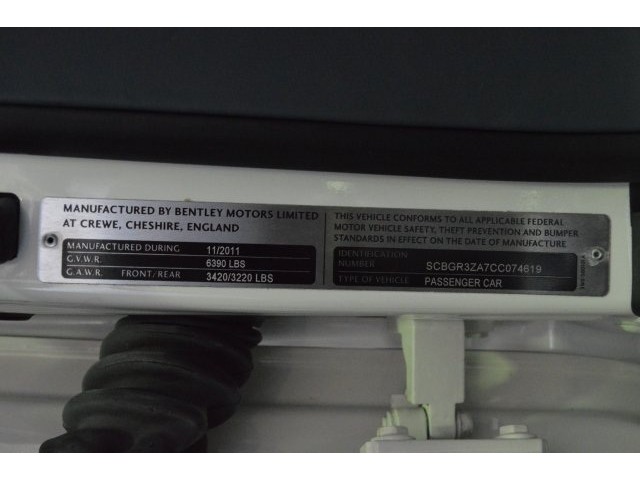 MANUFACTURED BY BENTLEY MOTORS LIMITED
AT CREWE, CHESHIRE, ENGLAND
MANUFACTURED DURING 11/2011
G.V.W.R. 6390 LBS
G.A.W.R. FRONT/REAR 3420/3220 LBS
THIS VEHICLE CONFORMS TO ALL APPLICABLE FEDERAL
MOTOR VEHICLE SAFETY, THEFT PREVENTION AND BUMPER
STANDARDS IN EFFECT ON THE DATE OF MANUFACTURE
IDENTIFICATION
NUMBER SCBGR3ZA7CC074619
TYPE OF VEHICLE PASSENGER CAR